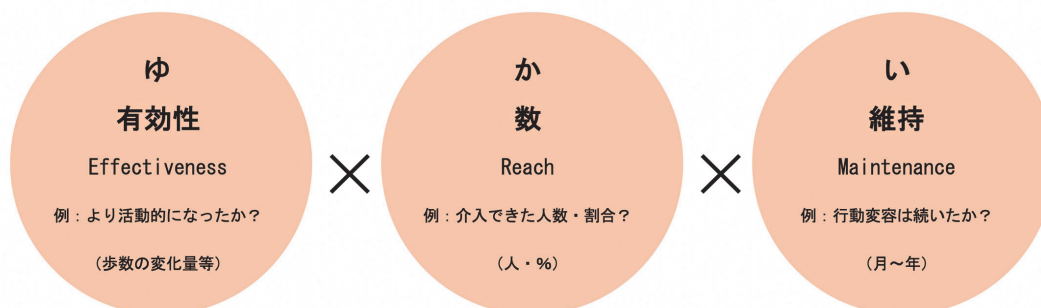 ゆ
有効性
Effectiveness
例：より活動的になったか？
（歩数の変化量等）
×
か
数
Reach
例：介入できた人数・割合？
（人・％）
×
い
維持
Maintenance
例：行動変容は続いたか？
（月～年）